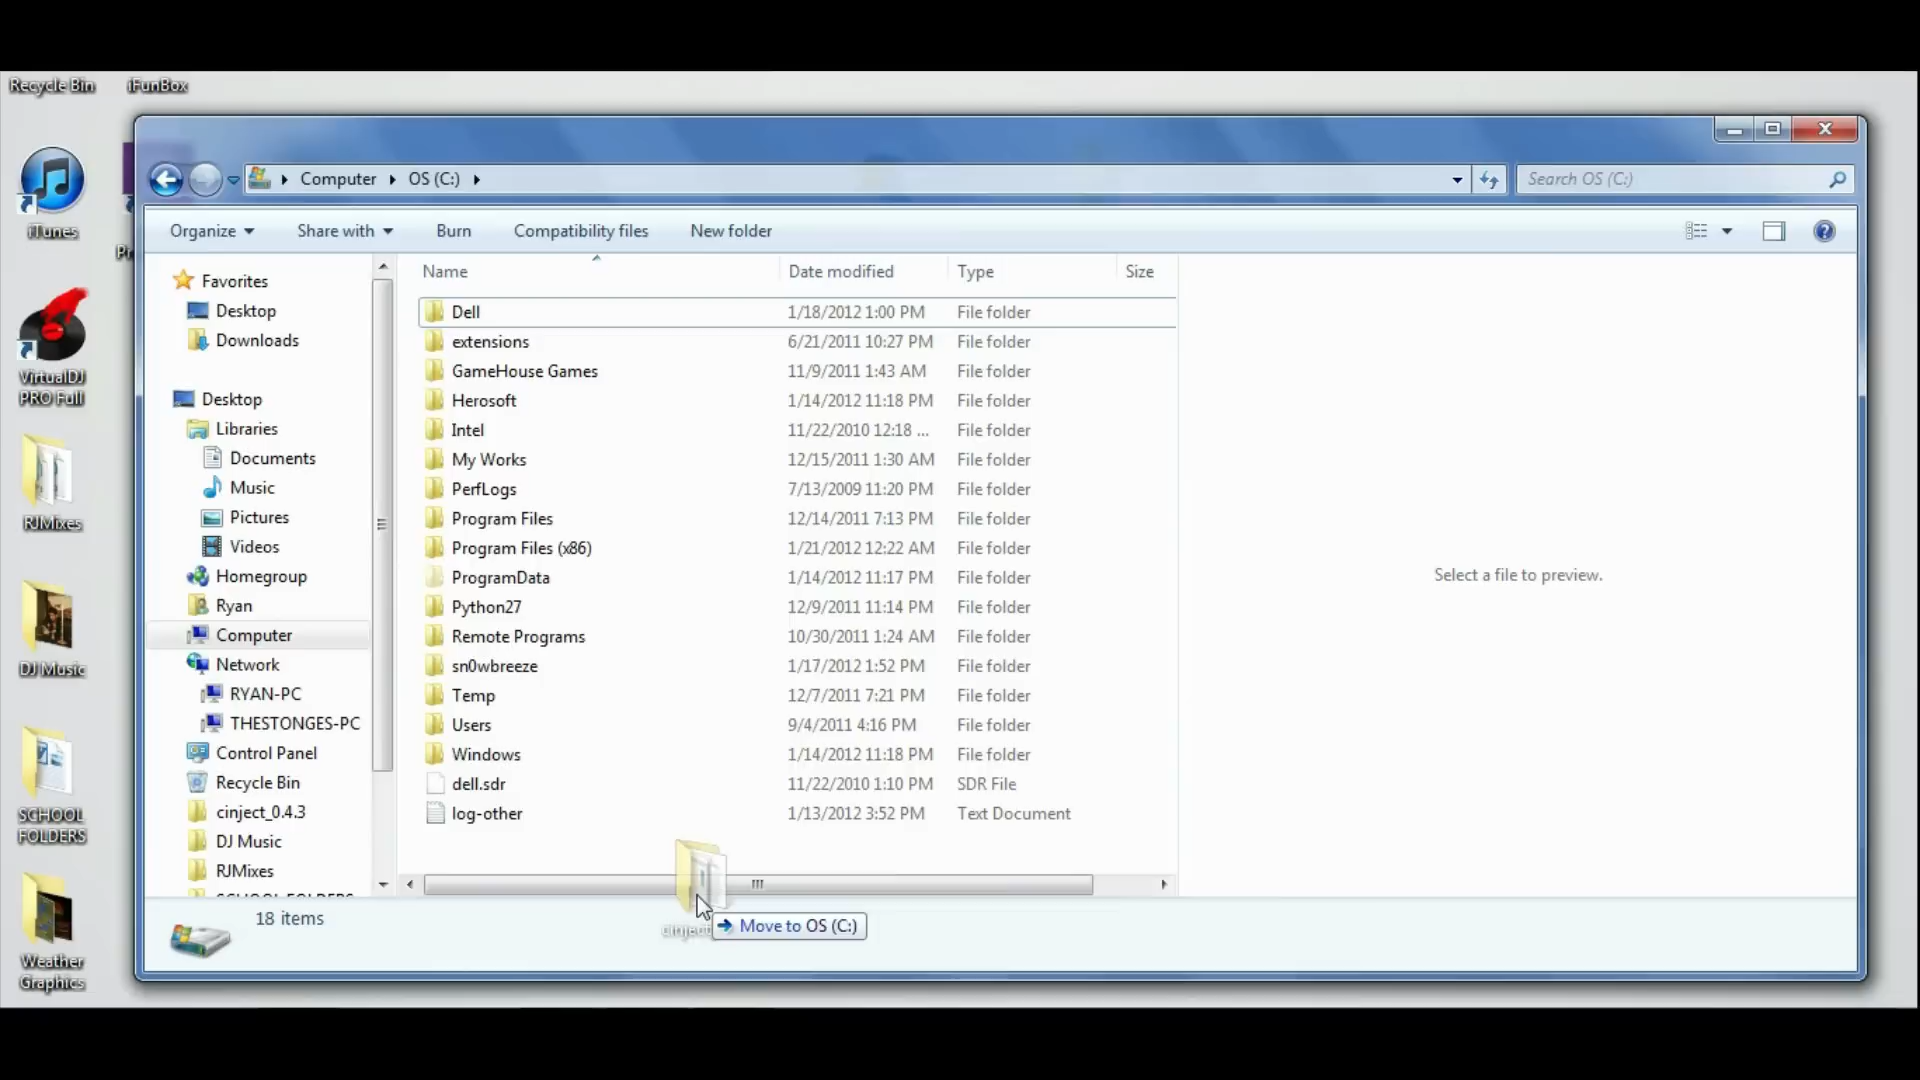 Recycle Bin
iFunBox
iTunes
VirtualDJ
PRO Full
RJMixes
DJ Music
SCHOOL
FOLDERS
Weather
Graphics
Computer
OS (C:)
Search OS (C:)
Organize
Share with
Burn
Compatibility files
New folder
Favorites
Desktop
Downloads
Desktop
Libraries
Documents
Music
Pictures
Videos
Homegroup
Ryan
Computer
Network
RYAN-PC
THESTONGES-PC
Control Panel
Recycle Bin
cinject_0.4.3
DJ Music
RJMixes
SCHOOL FOLDERS
Name Date modified Type Size
Dell 1/18/2012 1:00 PM File folder
extensions 6/21/2011 10:27 PM File folder
GameHouse Games 11/9/2011 1:43 AM File folder
Herosoft 1/14/2012 11:18 PM File folder
Intel 11/22/2010 12:18 ... File folder
My Works 12/15/2011 1:30 AM File folder
PerfLogs 7/13/2009 11:20 PM File folder
Program Files 12/14/2011 7:13 PM File folder
Program Files (x86) 1/21/2012 12:22 AM File folder
ProgramData 1/14/2012 11:17 PM File folder
Python27 12/9/2011 11:14 PM File folder
Remote Programs 10/30/2011 1:24 AM File folder
sn0wbreeze 1/17/2012 1:52 PM File folder
Temp 12/7/2011 7:21 PM File folder
Users 9/4/2011 4:16 PM File folder
Windows 1/14/2012 11:18 PM File folder
dell.sdr 11/22/2010 1:10 PM SDR File
log-other 1/13/2012 3:52 PM Text Document
Select a file to preview.
18 items
Move to OS (C:)